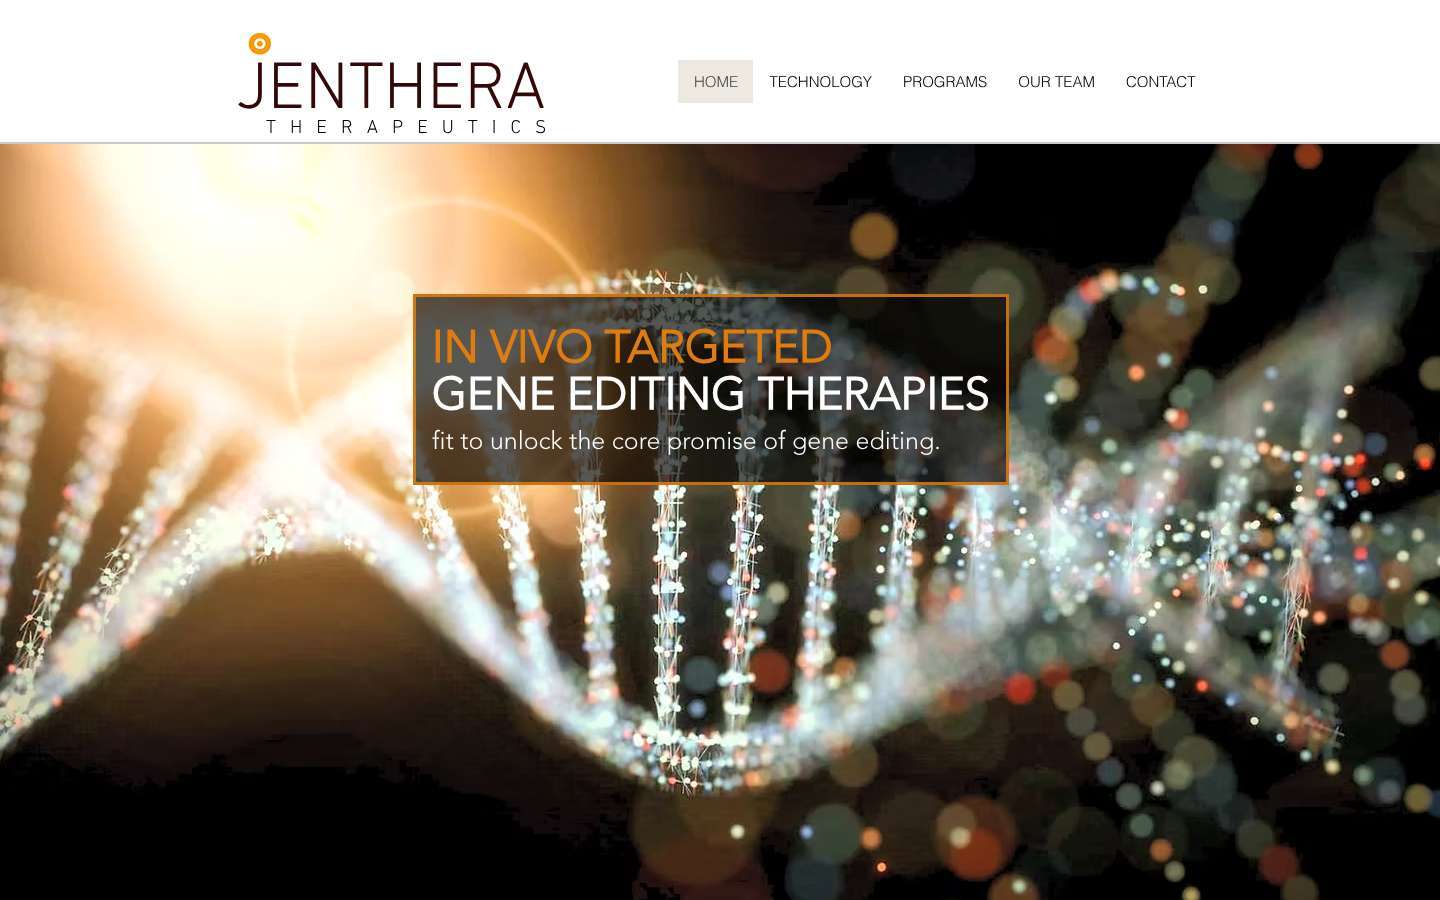 JENTHERA
THERAPEUTICS
HOME TECHNOLOGY PROGRAMS OUR TEAM CONTACT
IN VIVO TARGETED
GENE EDITING THERAPIES
fit to unlock the core promise of gene editing.